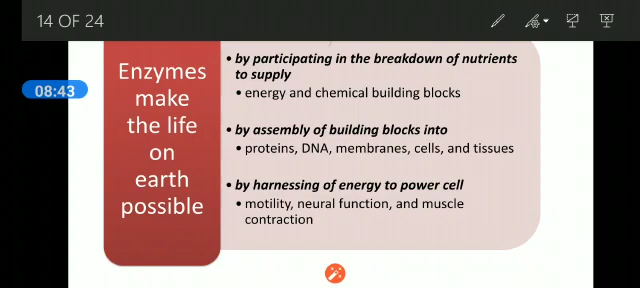 14 OF 24
08:43
Enzymes
make
the life
on
earth
possible
• by participating in the breakdown of nutrients
to supply
• energy and chemical building blocks
• by assembly of building blocks into
• proteins, DNA, membranes, cells, and tissues
• by harnessing of energy to power cell
• motility, neural function, and muscle
contraction